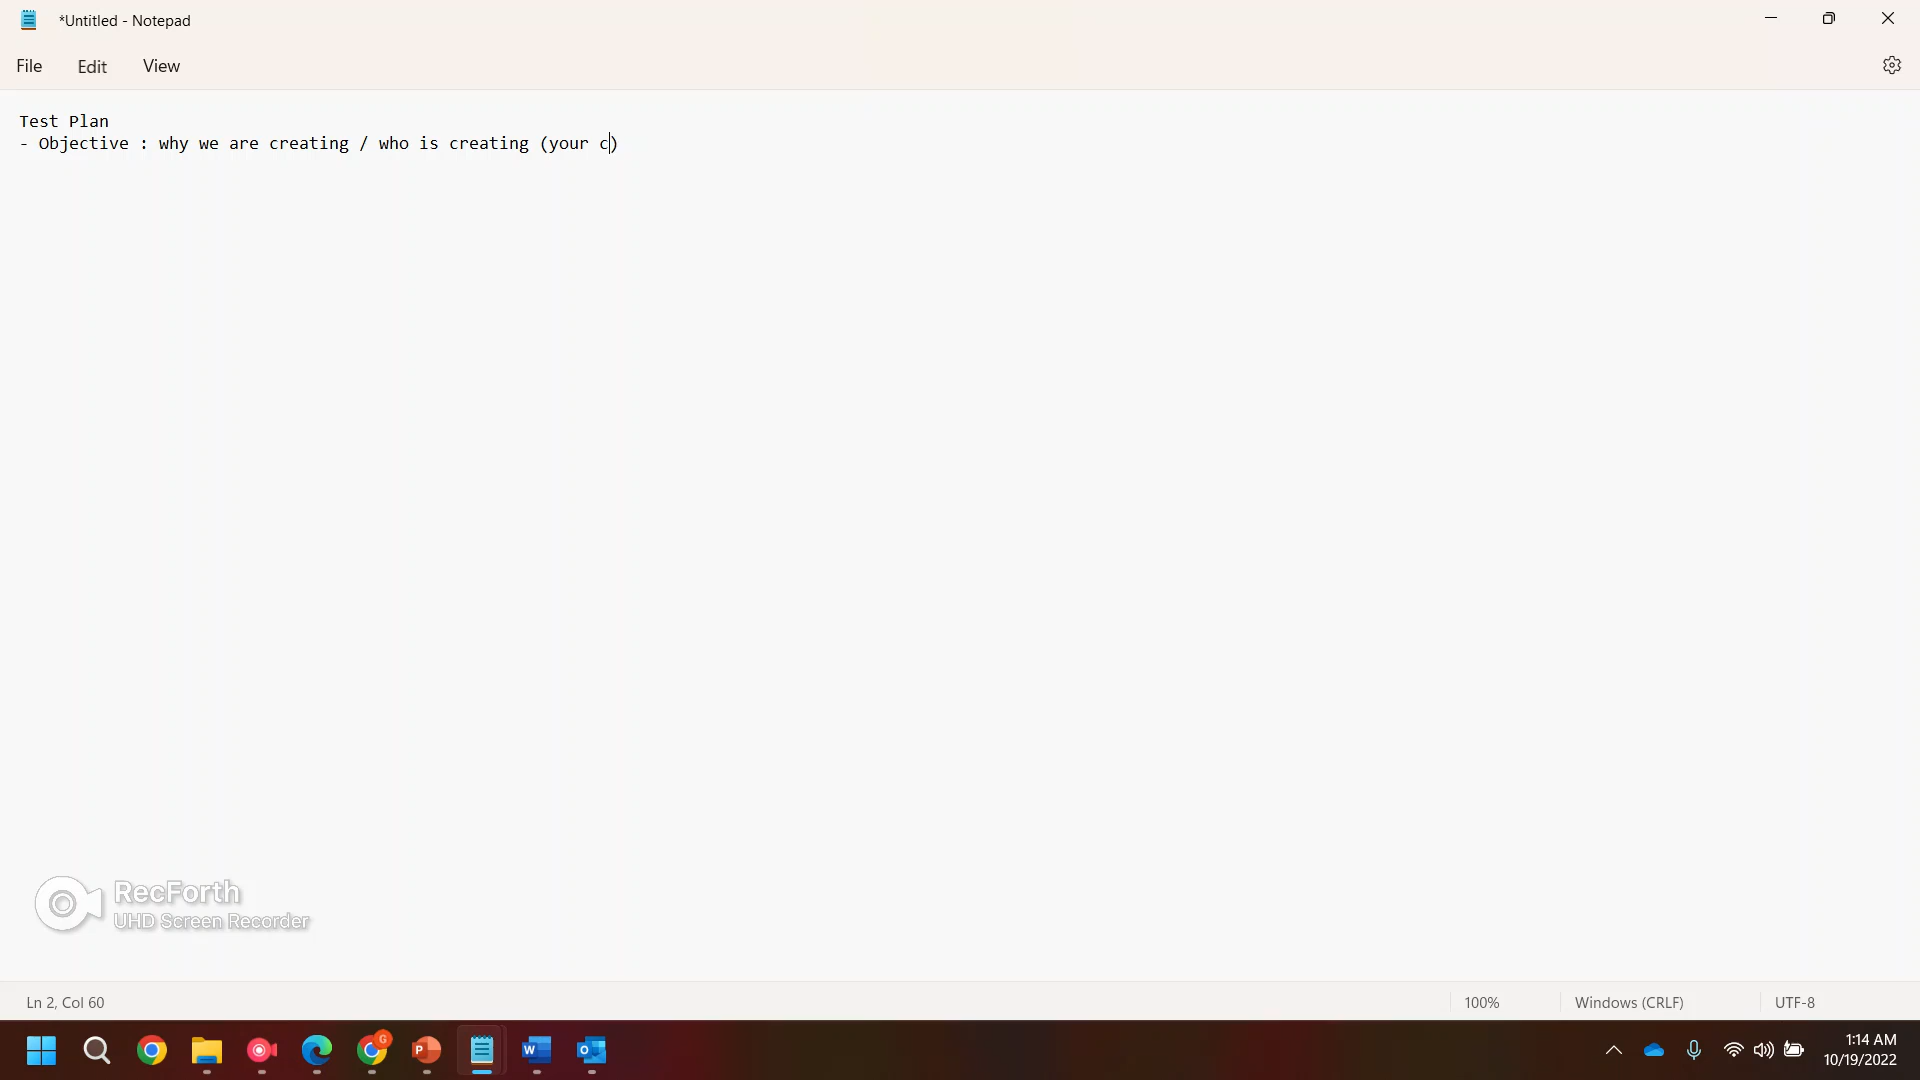 *Untitled - Notepad
File Edit View
Test Plan
- Objective : why we are creating / who is creating (your c)
RecForth
UHD Screen Recorder
Ln 2, Col 60 100% Windows (CRLF) UTF-8
G
P W O
1:14 AM
10/19/2022